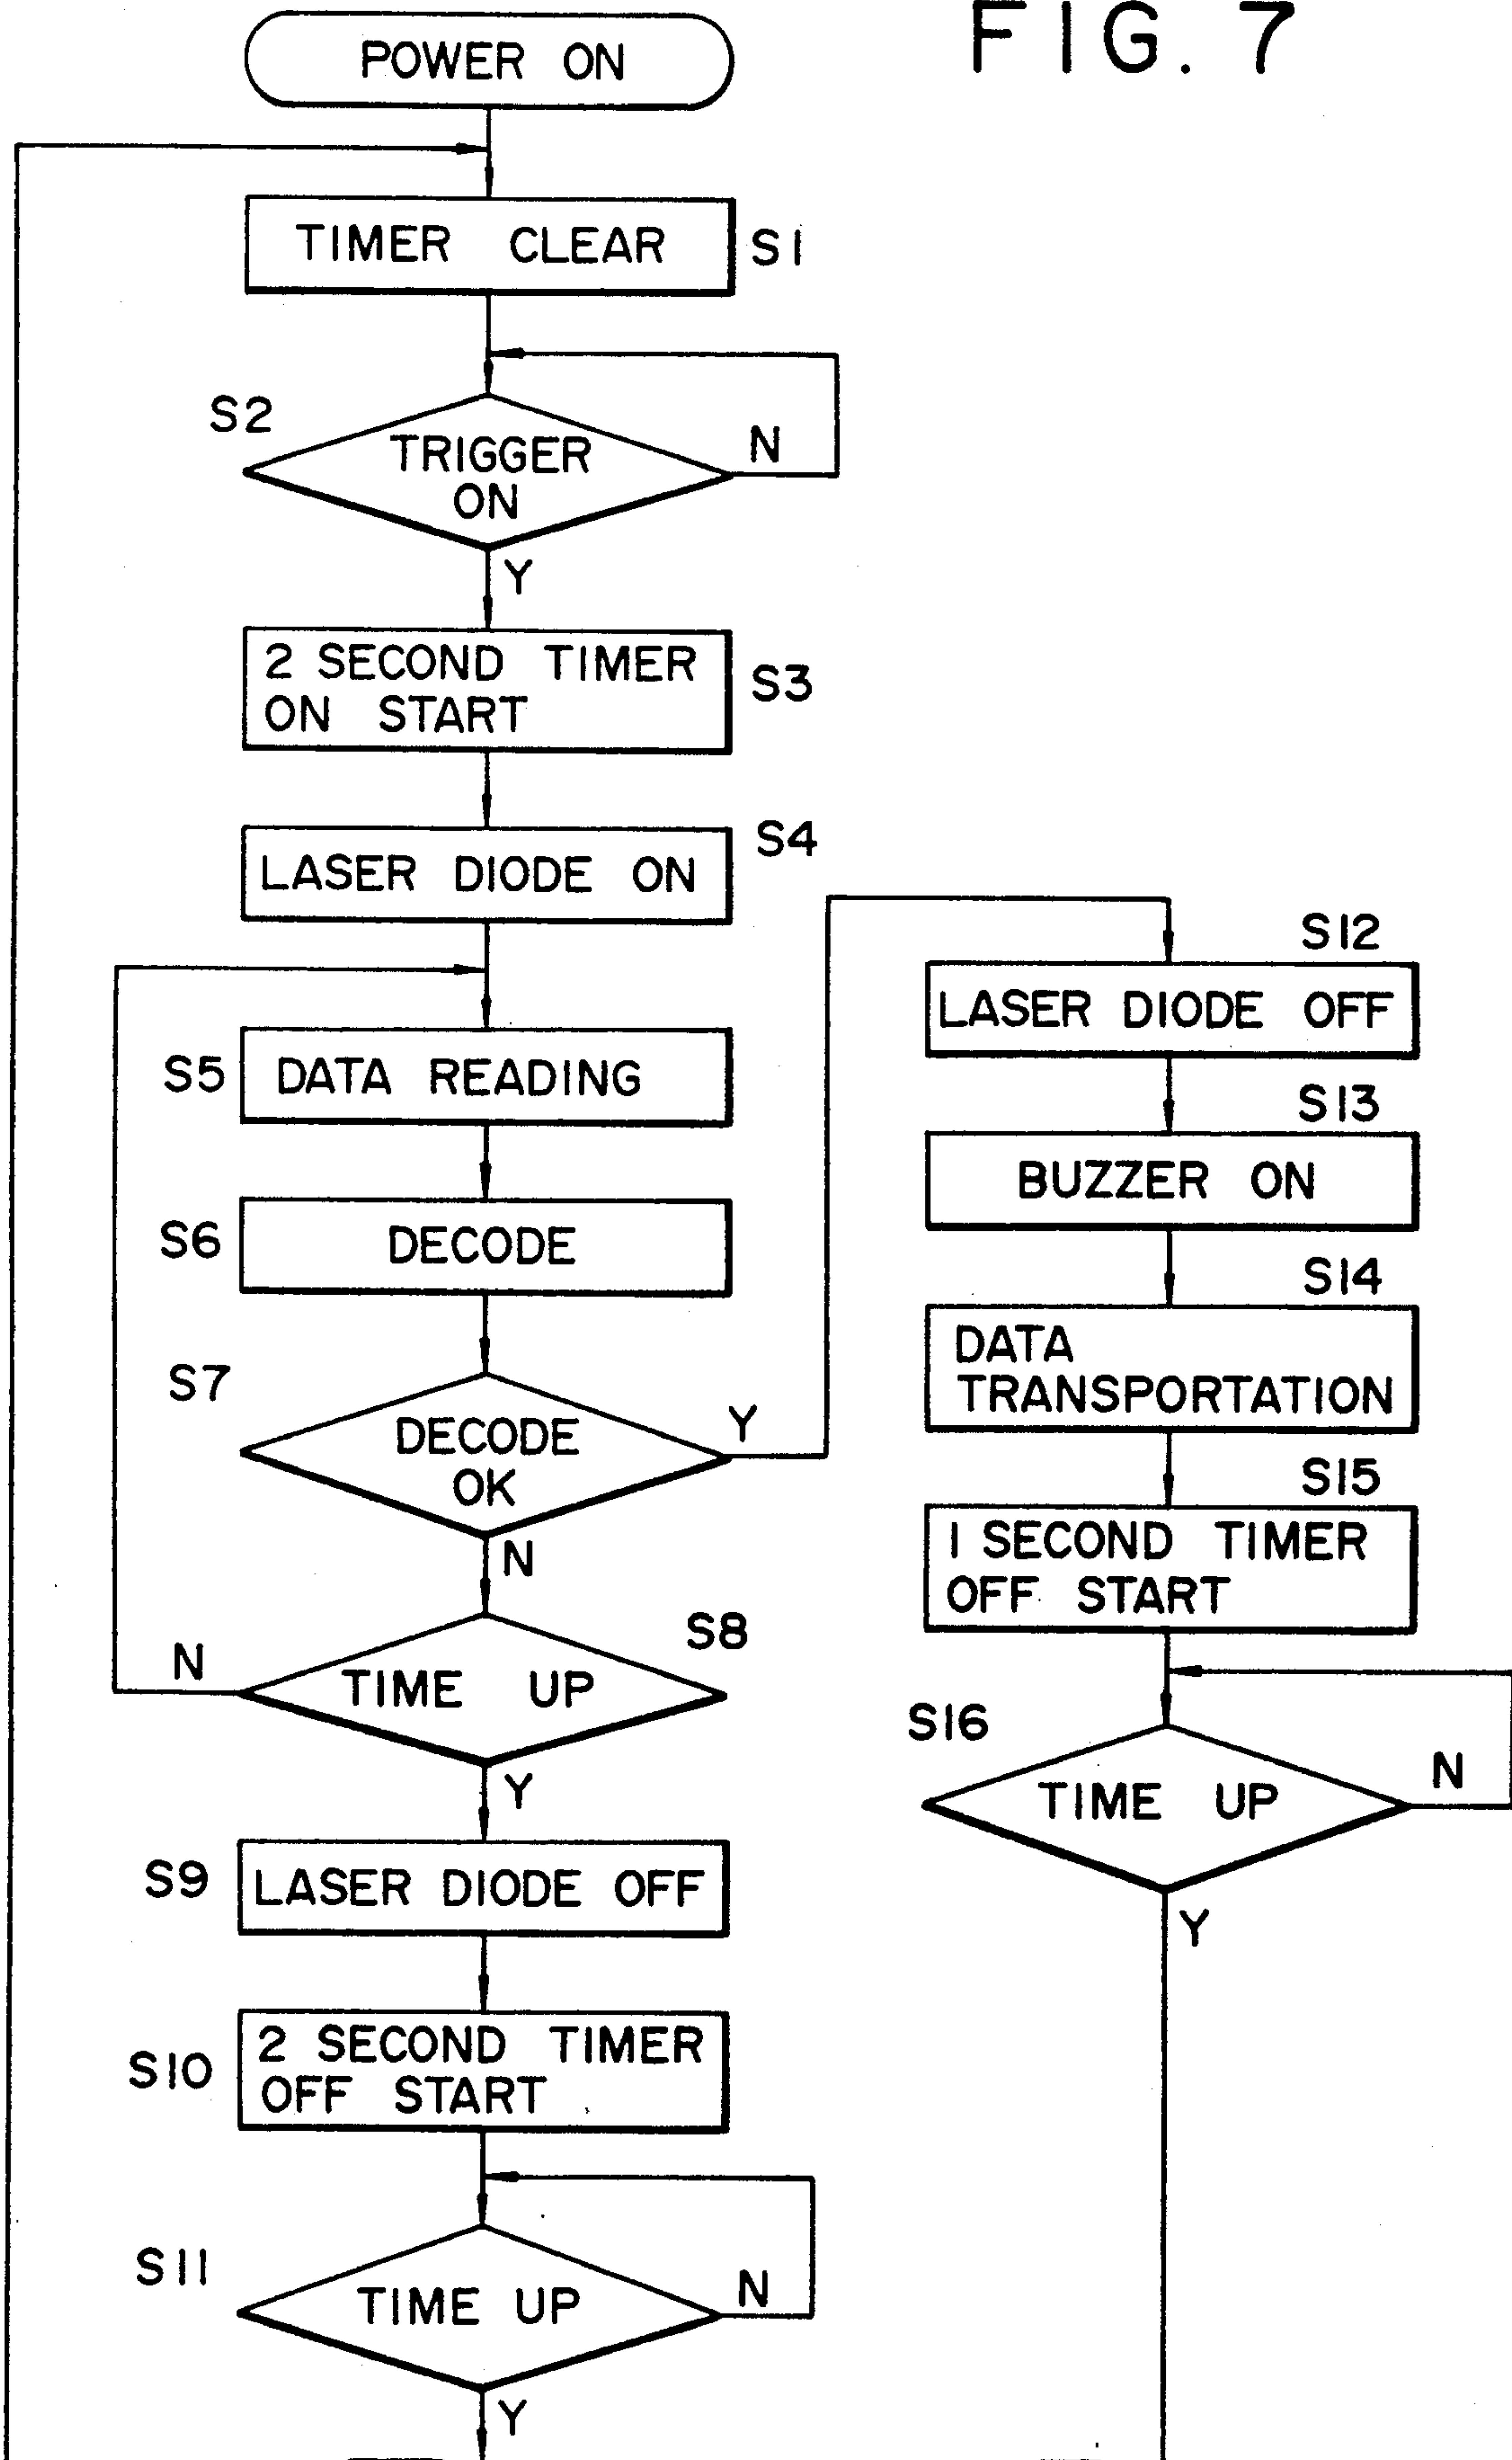 FIG. 7
POWER ON
TIMER CLEAR
S1
S2
TRIGGER
ON
N
Y
2 SECOND TIMER
ON START
S3
LASER DIODE ON
S4
DATA READING
S5
DECODE
S6
S7
DECODE
OK
Y
N
S8
TIME UP
N
Y
S9
LASER DIODE OFF
S10
2 SECOND TIMER
OFF START
S11
TIME UP
N
Y
S12
LASER DIODE OFF
S13
BUZZER ON
S14
DATA
TRANSPORTATION
S15
1 SECOND TIMER
OFF START
S16
TIME UP
N
Y